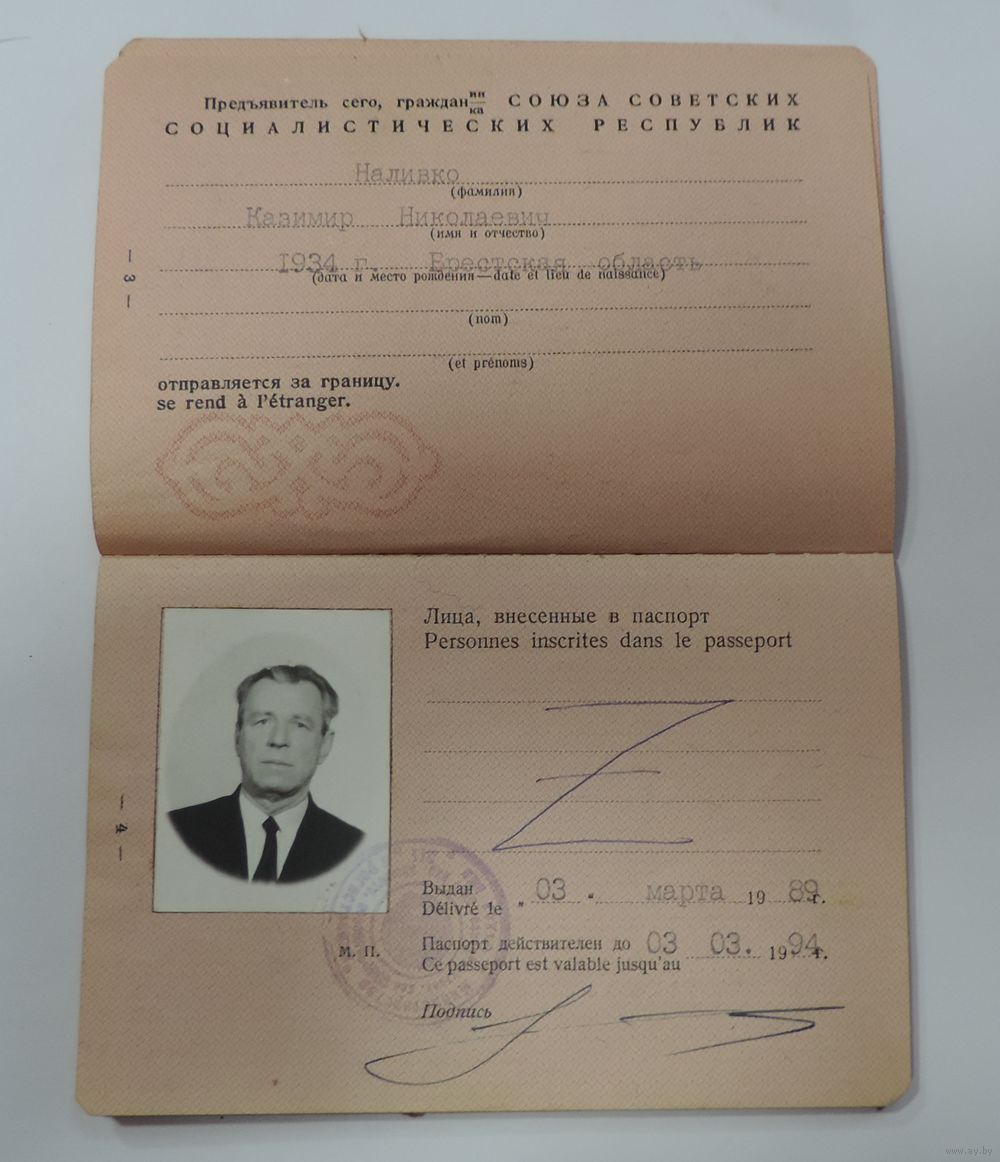 Предъявитель сего, граждан ин ка СОЮЗА СОВЕТСКИХ
СОЦИАЛИСТИЧЕСКИХ РЕСПУБЛИК
Наливко
(фамилия)
Казимир Николаевич
(имя и отчество)
1934 г. Брестская область
(дата и место рождения—date et lieu de naissance)
(nom)
(et prénoms)
отправляется за границу.
se rend à l'étranger.
— 3 —
Лица, внесенные в паспорт
Personnes inscrites dans le passeport
Выдан
Délivré le " 03 " марта 19 89 г.
М. П.
Паспорт действителен до 03 03. 19 94 г.
Ce passeport est valable jusqu'au
Подпись
— 4 —
www.ay.by